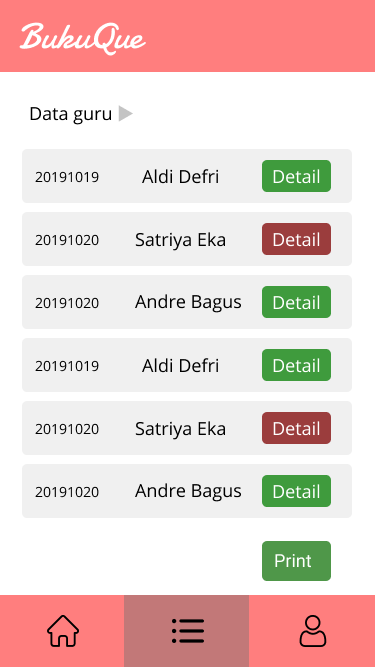 BukuQue
Data guru
20191019 Aldi Defri Detail
20191020 Satriya Eka Detail
20191020 Andre Bagus Detail
20191019 Aldi Defri Detail
20191020 Satriya Eka Detail
20191020 Andre Bagus Detail
Print